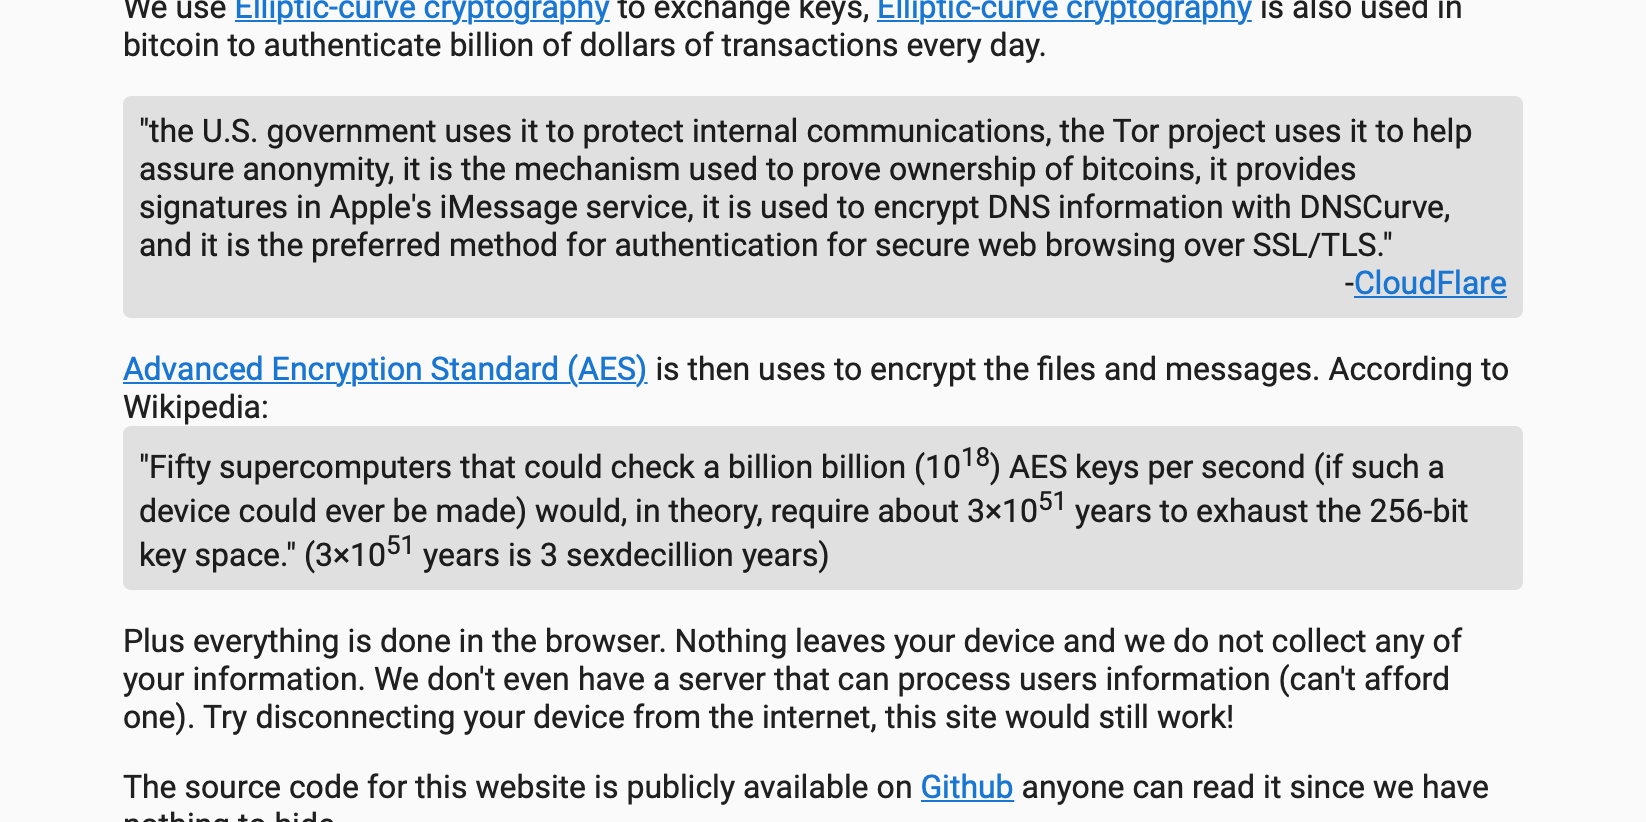 We use Elliptic-curve cryptography to exchange keys, Elliptic-curve cryptography is also used in
bitcoin to authenticate billion of dollars of transactions every day.
"the U.S. government uses it to protect internal communications, the Tor project uses it to help
assure anonymity, it is the mechanism used to prove ownership of bitcoins, it provides
signatures in Apple's iMessage service, it is used to encrypt DNS information with DNSCurve,
and it is the preferred method for authentication for secure web browsing over SSL/TLS."
-CloudFlare
Advanced Encryption Standard (AES) is then uses to encrypt the files and messages. According to
Wikipedia:
"Fifty supercomputers that could check a billion billion (10¹⁸) AES keys per second (if such a
device could ever be made) would, in theory, require about 3×10⁵¹ years to exhaust the 256-bit
key space." (3×10⁵¹ years is 3 sexdecillion years)
Plus everything is done in the browser. Nothing leaves your device and we do not collect any of
your information. We don't even have a server that can process users information (can't afford
one). Try disconnecting your device from the internet, this site would still work!
The source code for this website is publicly available on Github anyone can read it since we have
nothing to hide.